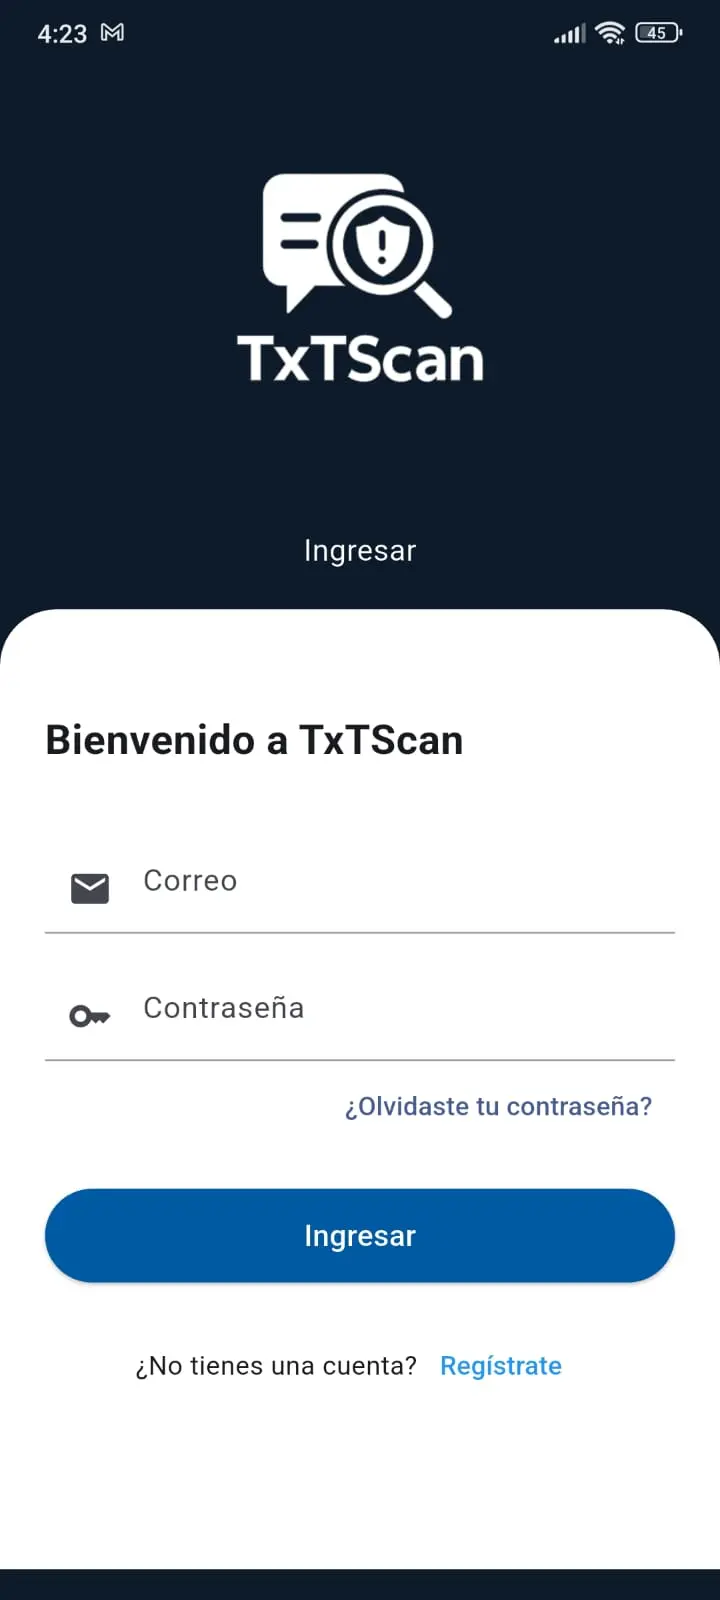 4:23
45
TxTScan
Ingresar
Bienvenido a TxTScan
Correo
Contraseña
¿Olvidaste tu contraseña?
Ingresar
¿No tienes una cuenta? Regístrate